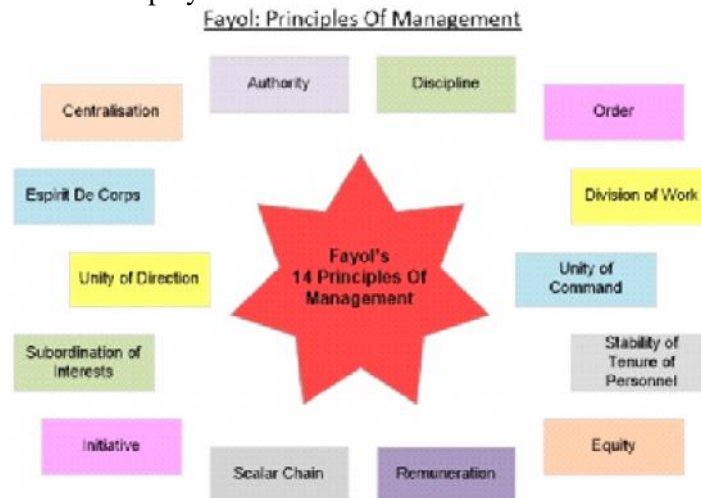 Fayol: Principles Of Management
Authority
Discipline
Centralisation
Order
Espirit De Corps
Division of Work
Fayol's
14 Principles Of
Management
Unity of Direction
Unity of
Command
Subordination of
Interests
Stability of
Tenure of
Personnel
Initiative
Equity
Scalar Chain
Remuneration